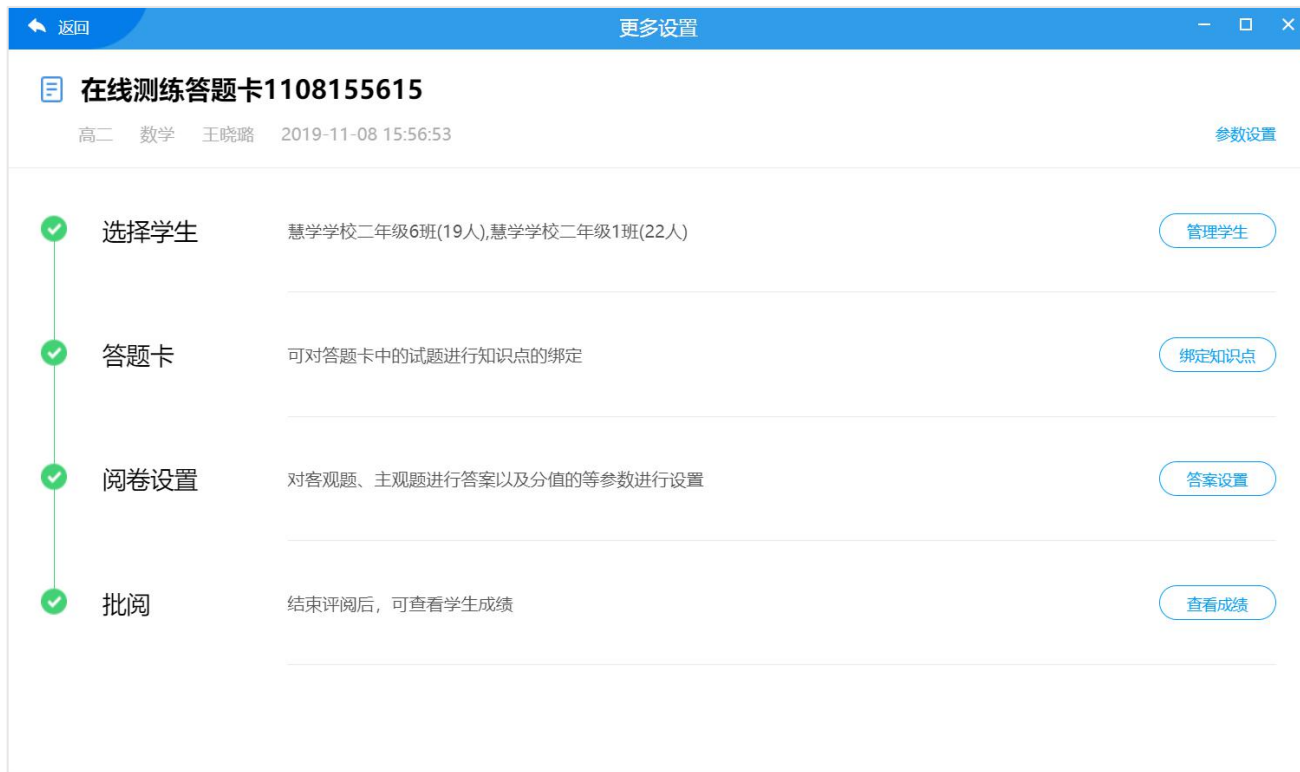 返回
更多设置
在线测练答题卡1108155615
高二 数学 王晓璐 2019-11-08 15:56:53
参数设置
选择学生 慧学学校二年级6班(19人),慧学学校二年级1班(22人) 管理学生
答题卡 可对答题卡中的试题进行知识点的绑定 绑定知识点
阅卷设置 对客观题、主观题进行答案以及分值的等参数进行设置 答案设置
批阅 结束评阅后，可查看学生成绩 查看成绩